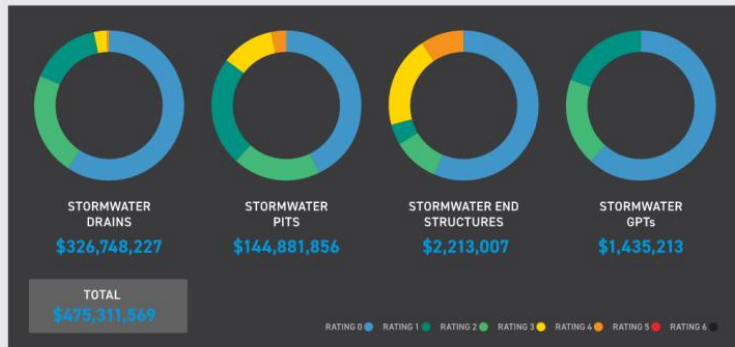 STORMWATER
DRAINS
$326,748,227
STORMWATER
PITS
$144,881,856
STORMWATER END
STRUCTURES
$2,213,007
STORMWATER
GPTs
$1,435,213
TOTAL
$475,311,569
RATING 0 RATING 1 RATING 2 RATING 3 RATING 4 RATING 5 RATING 6